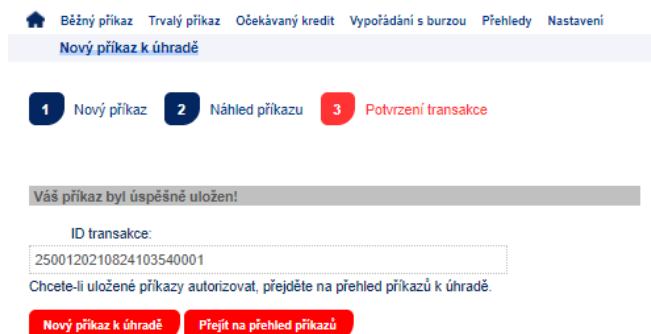 Běžný příkaz Trvalý příkaz Očekávaný kredit Vypořádání s burzou Přehledy Nastavení
Nový příkaz k úhradě
1 Nový příkaz 2 Náhled příkazu 3 Potvrzení transakce
Váš příkaz byl úspěšně uložen!
ID transakce:
2500120210824103540001
Chcete-li uložené příkazy autorizovat, přejděte na přehled příkazů k úhradě.
Nový příkaz k úhradě Přejít na přehled příkazů